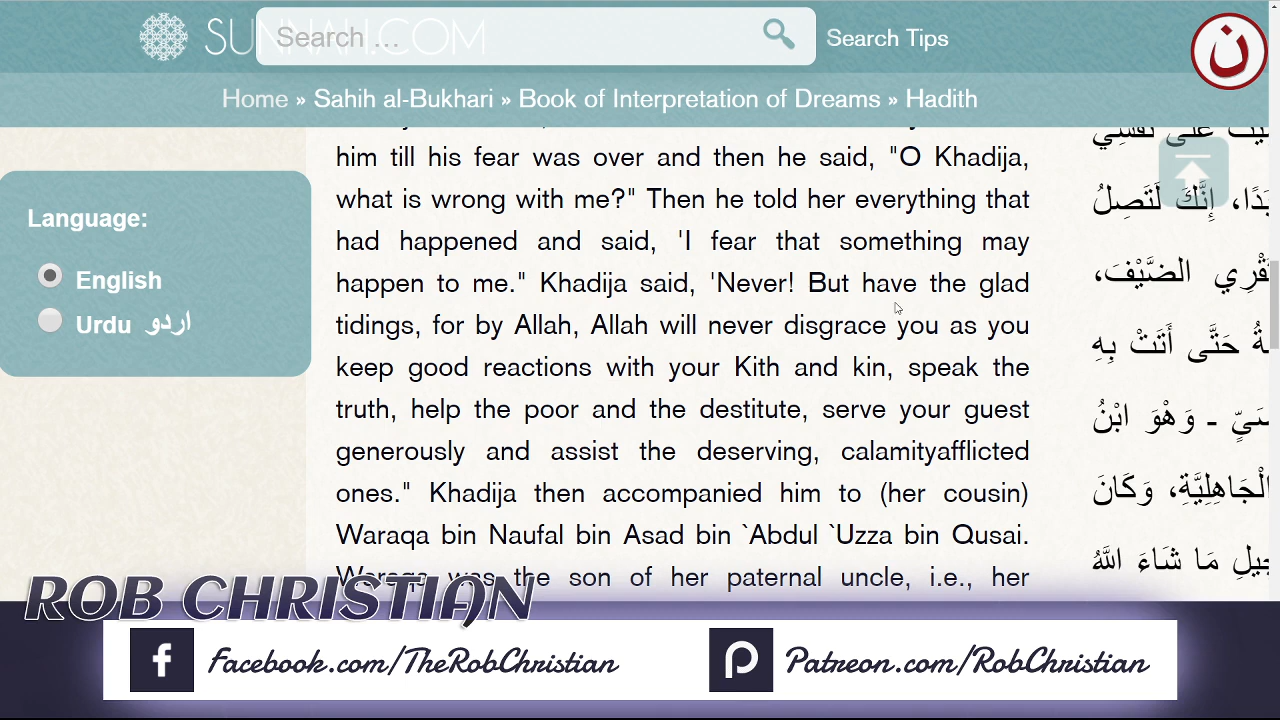 SUNNAH.COM
Search ...
Search Tips
ن
Home » Sahih al-Bukhari » Book of Interpretation of Dreams » Hadith
Language:
English
Urdu اردو
him till his fear was over and then he said, "O Khadija,
what is wrong with me?" Then he told her everything that
had happened and said, 'I fear that something may
happen to me." Khadija said, 'Never! But have the glad
tidings, for by Allah, Allah will never disgrace you as you
keep good reactions with your Kith and kin, speak the
truth, help the poor and the destitute, serve your guest
generously and assist the deserving, calamityafflicted
ones." Khadija then accompanied him to (her cousin)
Waraqa bin Naufal bin Asad bin `Abdul `Uzza bin Qusai.
Waraqa was the son of her paternal uncle, i.e., her
عَلَى نَفْسِي
إِنَّكَ لَتَصِلُ
الضَّيْفَ،
حَتَّى أَتَتْ بِهِ
ـ وَهْوَ ابْنُ
الْجَاهِلِيَّةِ، وَكَانَ
مَا شَاءَ اللَّهُ
ROB CHRISTIAN
Facebook.com/TheRobChristian
Patreon.com/RobChristian